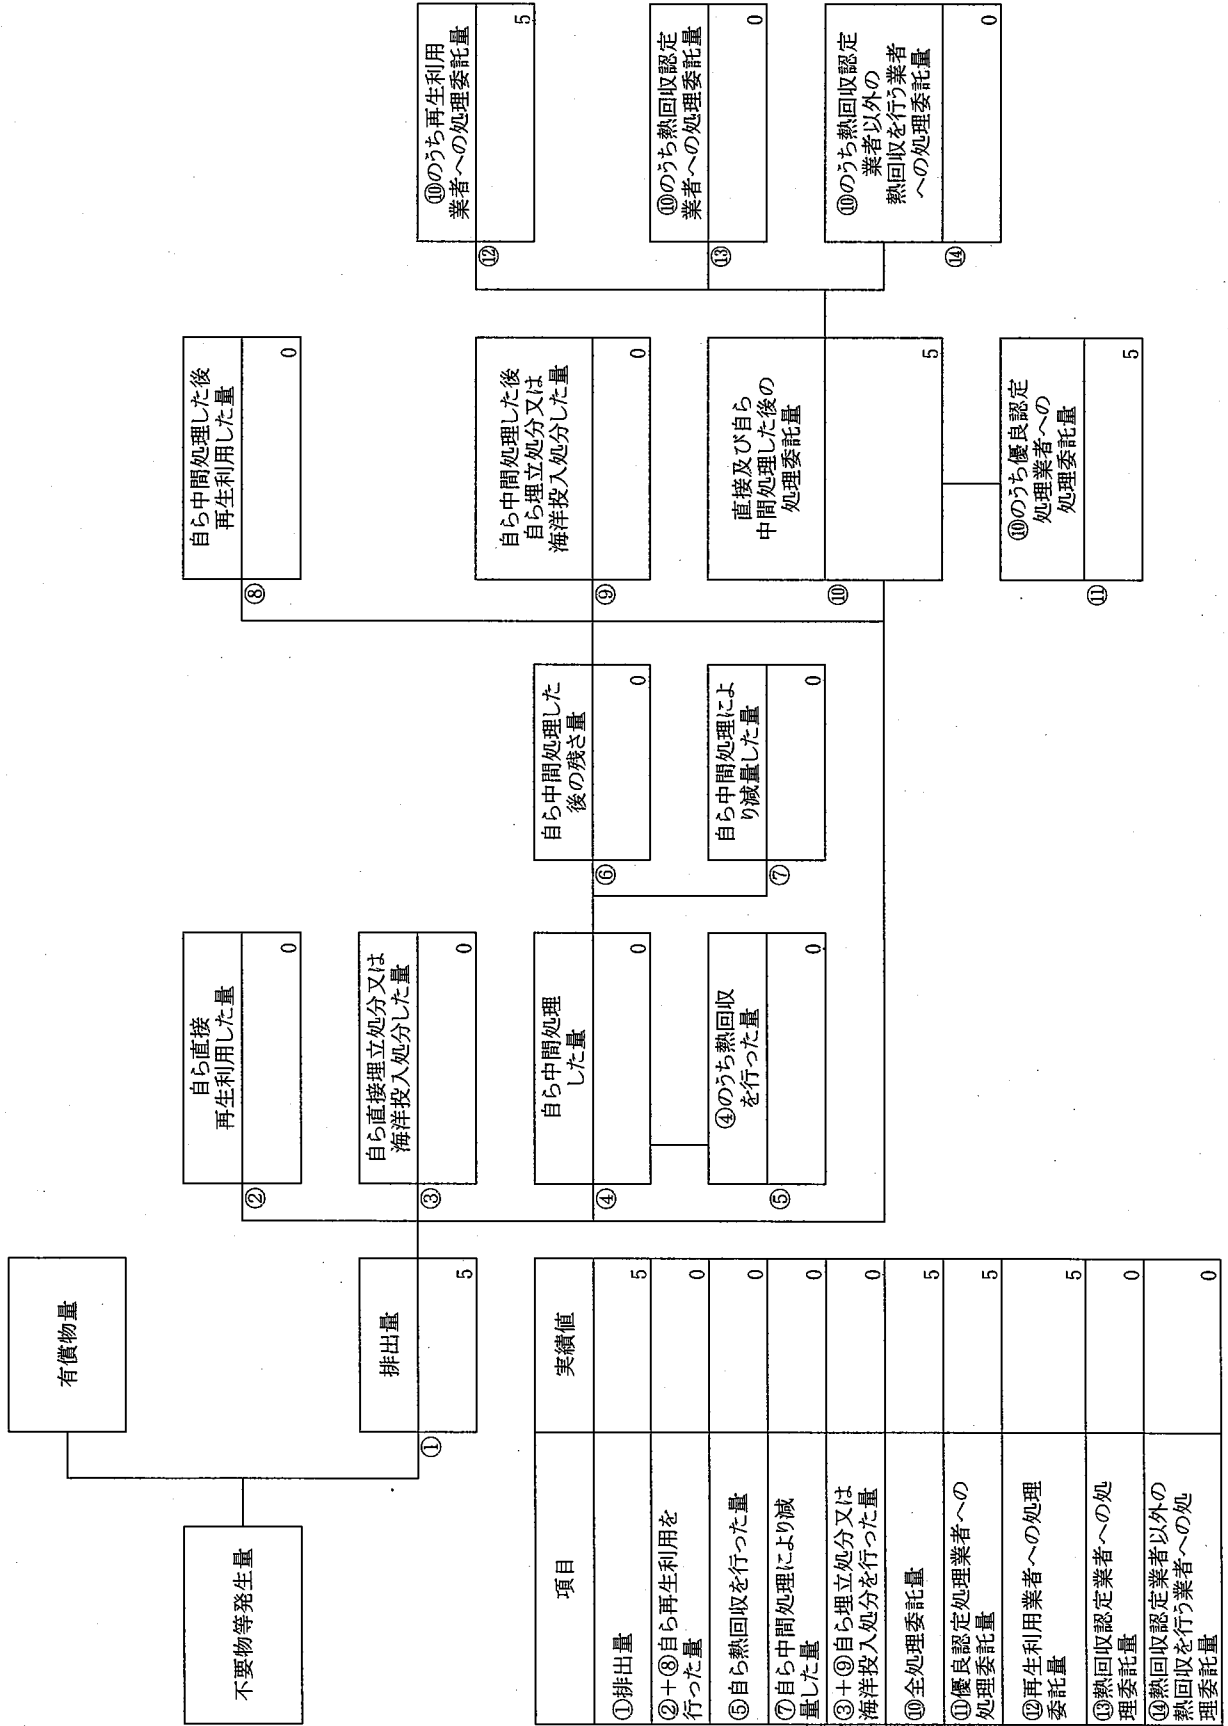 不要物等発生量
有償物量
①
排出量
5
②
自ら直接
再生利用した量
0
③
自ら直接埋立処分又は
海洋投入処分した量
0
④
自ら中間処理
した量
0
⑤
④のうち熱回収
を行った量
0
⑥
自ら中間処理した
後の残さ量
0
⑦
自ら中間処理によ
り減量した量
0
⑧
自ら中間処理した後
再生利用した量
0
⑨
自ら中間処理した後
自ら埋立処分又は
海洋投入処分した量
0
⑩
直接及び自ら
中間処理した後の
処理委託量
5
⑪
⑩のうち優良認定
処理業者への
処理委託量
5
⑫
⑩のうち再生利用
業者への処理委託量
5
⑬
⑩のうち熱回収認定
業者への処理委託量
0
⑭
⑩のうち熱回収認定
業者以外の
熱回収を行う業者
への処理委託量
0
項目 実績値
①排出量 5
②+⑧自ら再生利用を
行った量 0
⑤自ら熱回収を行った量 0
⑦自ら中間処理により減
量した量 0
③+⑨自ら埋立処分又は
海洋投入処分を行った量 0
⑩全処理委託量 5
⑪優良認定処理業者への
処理委託量 5
⑫再生利用業者への処理
委託量 5
⑬熱回収認定業者への処
理委託量 0
⑭熱回収認定業者以外の
熱回収を行う業者への処
理委託量 0